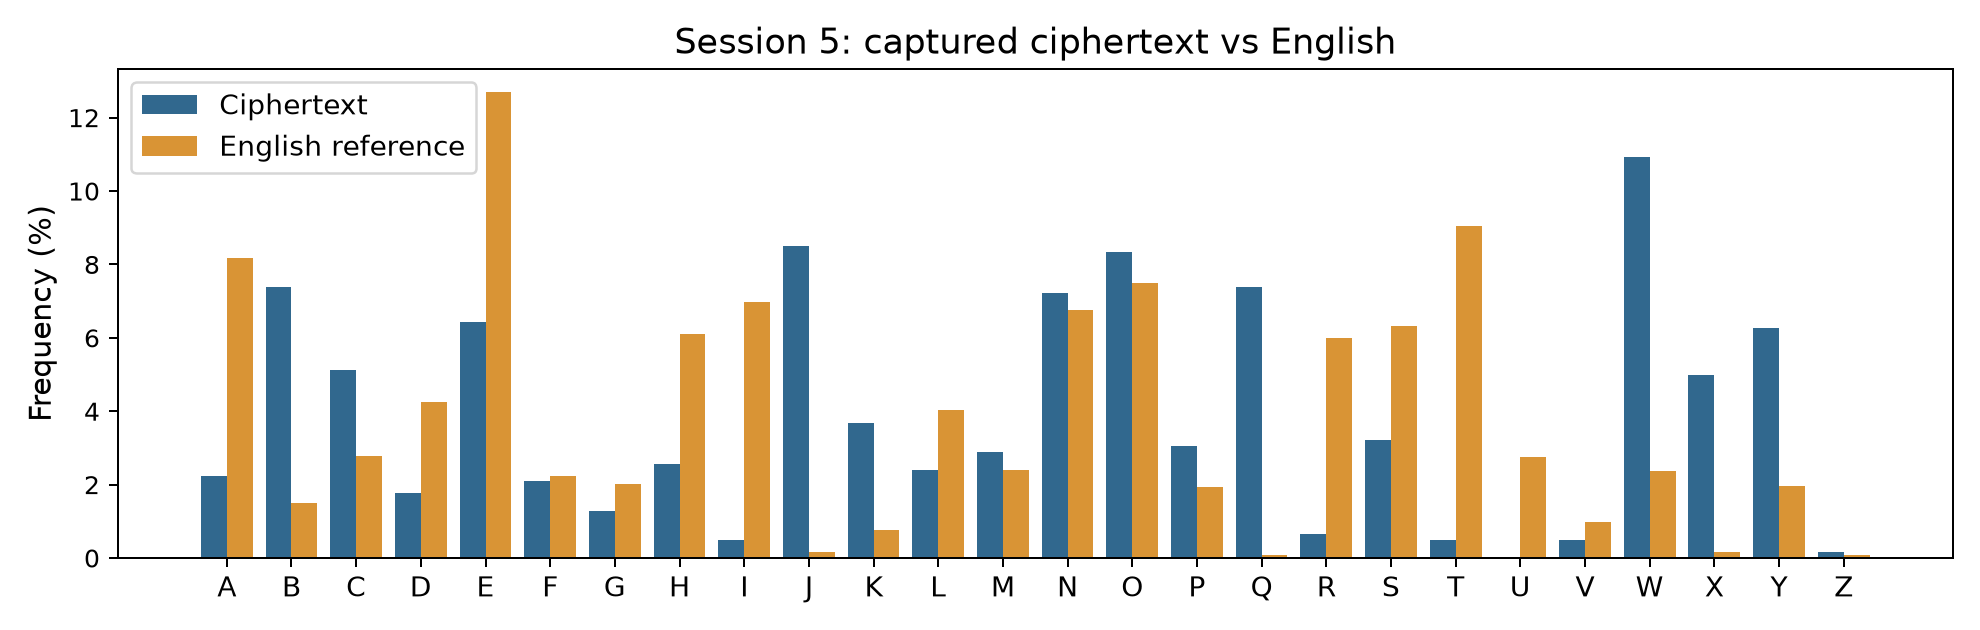 Session 5: captured ciphertext vs English
Ciphertext
English reference
Frequency (%)
12
10
8
6
4
2
0
A B C D E F G H I J K L M N O P Q R S T U V W X Y Z